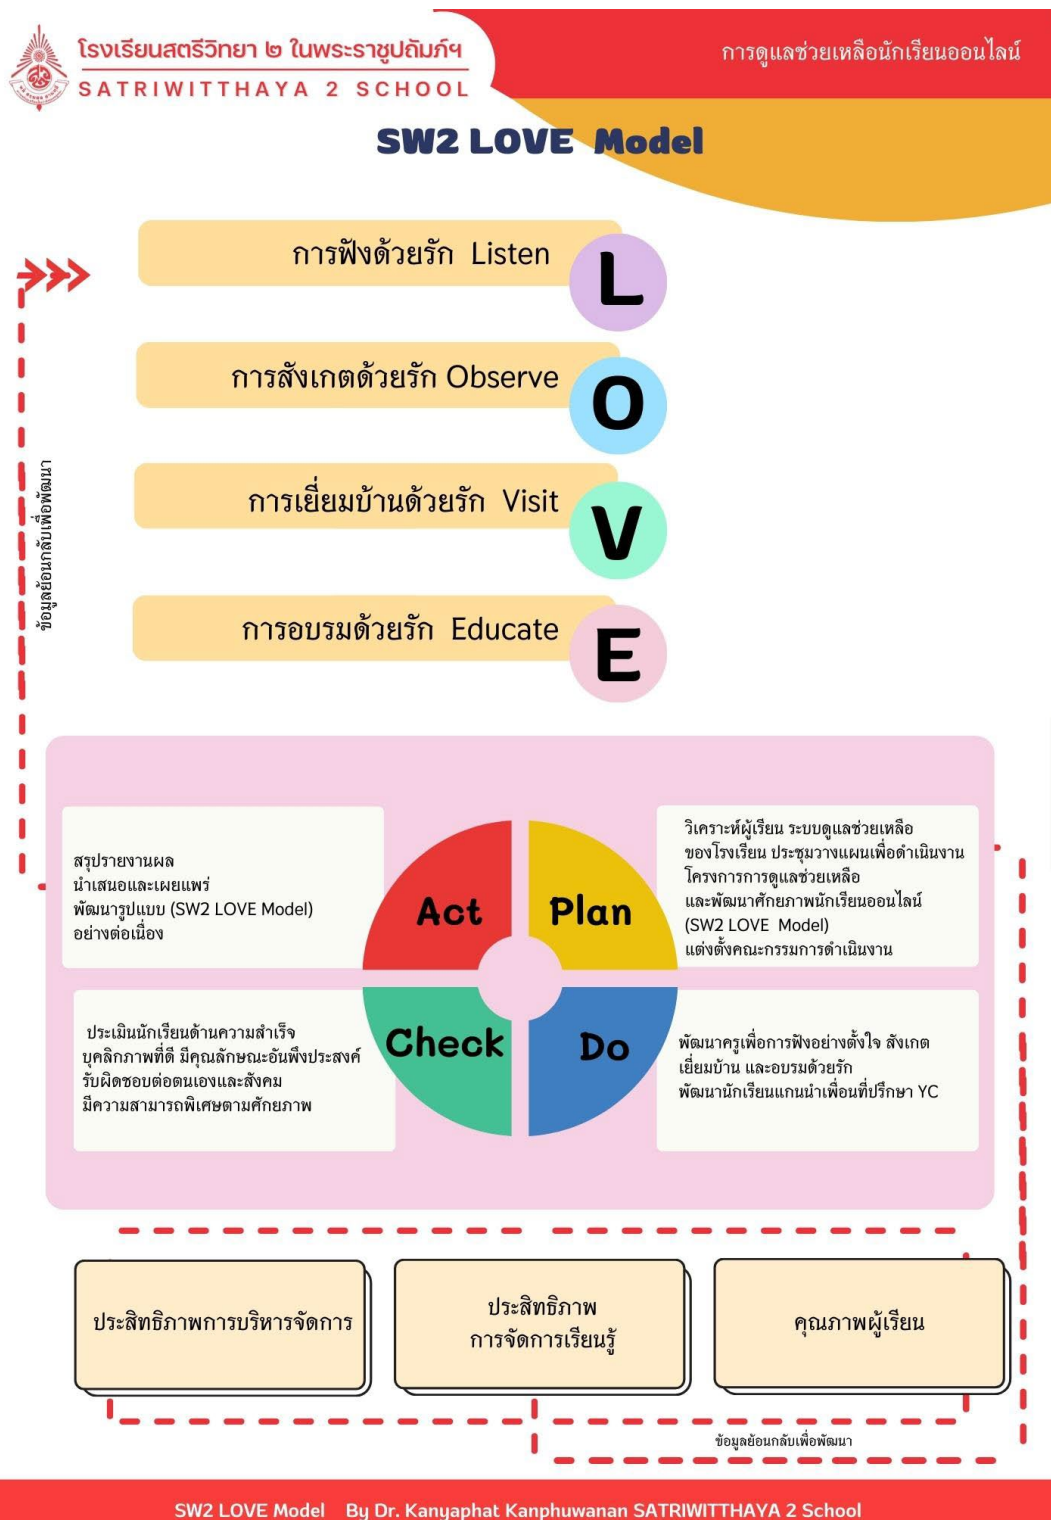 โรงเรียนสตรีวิทยา ๒ ในพระราชูปถัมภ์ฯ
SATRIWITTHAYA 2 SCHOOL
การดูแลช่วยเหลือนักเรียนออนไลน์
SW2 LOVE Model
การฟังด้วยรัก Listen
L
การสังเกตด้วยรัก Observe
O
การเยี่ยมบ้านด้วยรัก Visit
V
การอบรมด้วยรัก Educate
E
ข้อมูลย้อนกลับเพื่อพัฒนา
สรุปรายงานผล
นำเสนอและเผยแพร่
พัฒนารูปแบบ (SW2 LOVE Model)
อย่างต่อเนื่อง
Act
Plan
วิเคราะห์ผู้เรียน ระบบดูแลช่วยเหลือ
ของโรงเรียน ประชุมวางแผนเพื่อดำเนินงาน
โครงการการดูแลช่วยเหลือ
และพัฒนาศักยภาพนักเรียนออนไลน์
(SW2 LOVE Model)
แต่งตั้งคณะกรรมการดำเนินงาน
ประเมินนักเรียนด้านความสำเร็จ
บุคลิกภาพที่ดี มีคุณลักษณะอันพึงประสงค์
รับผิดชอบต่อตนเองและสังคม
มีความสามารถพิเศษตามศักยภาพ
Check
Do
พัฒนาครูเพื่อการฟังอย่างตั้งใจ สังเกต
เยี่ยมบ้าน และอบรมด้วยรัก
พัฒนานักเรียนแกนนำเพื่อนที่ปรึกษา YC
ประสิทธิภาพการบริหารจัดการ
ประสิทธิภาพ
การจัดการเรียนรู้
คุณภาพผู้เรียน
ข้อมูลย้อนกลับเพื่อพัฒนา
SW2 LOVE Model By Dr. Kanyaphat Kanphuwanan SATRIWITTHAYA 2 School